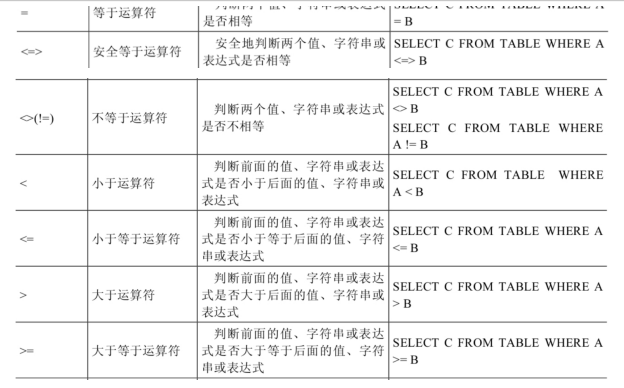 = 等于运算符 判断两个值、字符串或表达式 SELECT C FROM TABLE WHERE A
是否相等 = B
<=> 安全等于运算符 安全地判断两个值、字符串或 SELECT C FROM TABLE WHERE A
表达式是否相等 <=> B
SELECT C FROM TABLE WHERE A
<>(!=) 不等于运算符 判断两个值、字符串或表达式 <> B
是否不相等 SELECT C FROM TABLE WHERE
A != B
判断前面的值、字符串或表达
< 小于运算符 式是否小于后面的值、字符串或 SELECT C FROM TABLE WHERE
表达式 A < B
判断前面的值、字符串或表达 SELECT C FROM TABLE WHERE A
<= 小于等于运算符 式是否小于等于后面的值、字符 <= B
串或表达式
判断前面的值、字符串或表达 SELECT C FROM TABLE WHERE A
> 大于运算符 式是否大于后面的值、字符串或 > B
表达式
判断前面的值、字符串或表达 SELECT C FROM TABLE WHERE A
>= 大于等于运算符 式是否大于等于后面的值、字符 >= B
串或表达式